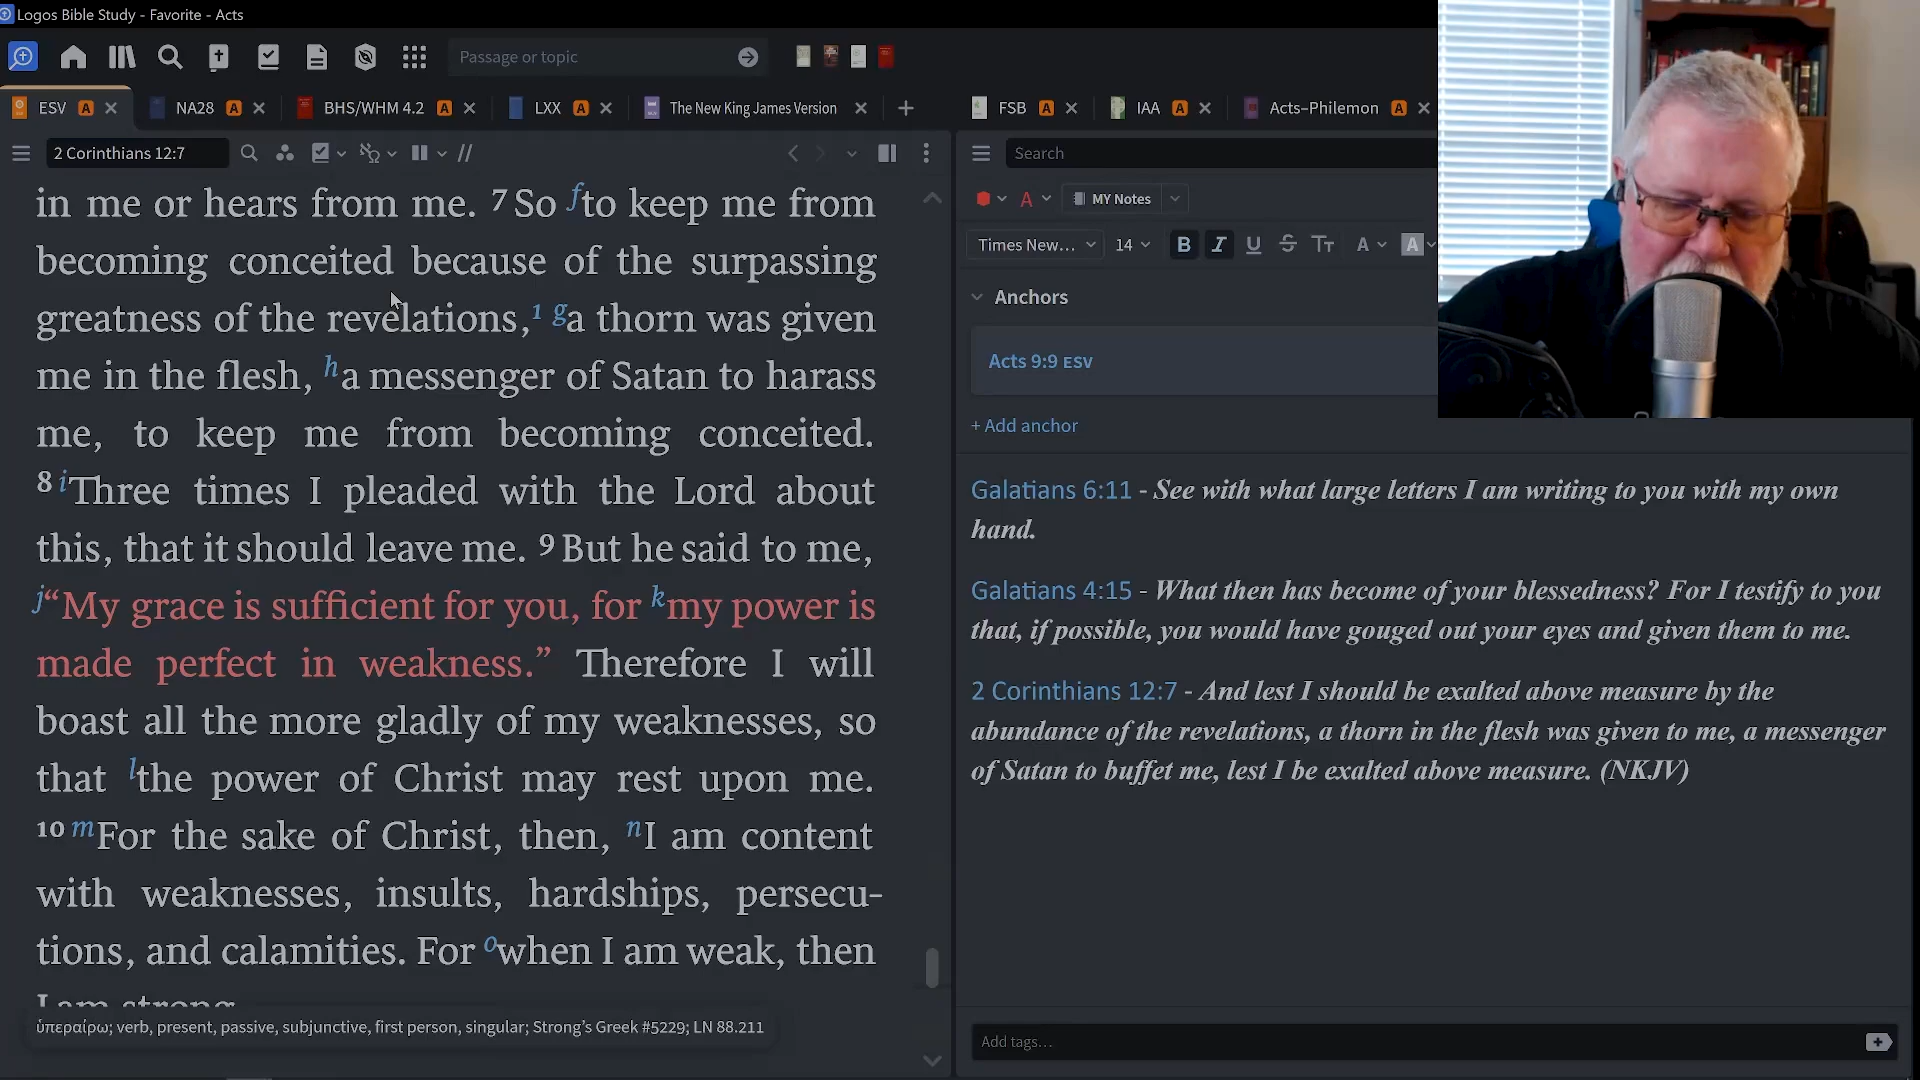 Logos Bible Study - Favorite - Acts
Passage or topic
ESV A
NA28 A
BHS/WHM 4.2 A
LXX A
The New King James Version
FSB A
IAA A
Acts–Philemon A
2 Corinthians 12:7
Search
MY Notes
Times New... 14 B I U S Tт A A
Anchors
Acts 9:9 ESV
+ Add anchor
in me or hears from me. 7 So f to keep me from
becoming conceited because of the surpassing
greatness of the revelations,1 g a thorn was given
me in the flesh, h a messenger of Satan to harass
me, to keep me from becoming conceited.
8 i Three times I pleaded with the Lord about
this, that it should leave me. 9 But he said to me,
j “My grace is sufficient for you, for k my power is
made perfect in weakness.” Therefore I will
boast all the more gladly of my weaknesses, so
that l the power of Christ may rest upon me.
10 m For the sake of Christ, then, n I am content
with weaknesses, insults, hardships, persecu-
tions, and calamities. For o when I am weak, then
I am strong
ὑπεραίρω; verb, present, passive, subjunctive, first person, singular; Strong’s Greek #5229; LN 88.211
Galatians 6:11 - See with what large letters I am writing to you with my own
hand.
Galatians 4:15 - What then has become of your blessedness? For I testify to you
that, if possible, you would have gouged out your eyes and given them to me.
2 Corinthians 12:7 - And lest I should be exalted above measure by the
abundance of the revelations, a thorn in the flesh was given to me, a messenger
of Satan to buffet me, lest I be exalted above measure. (NKJV)
Add tags...